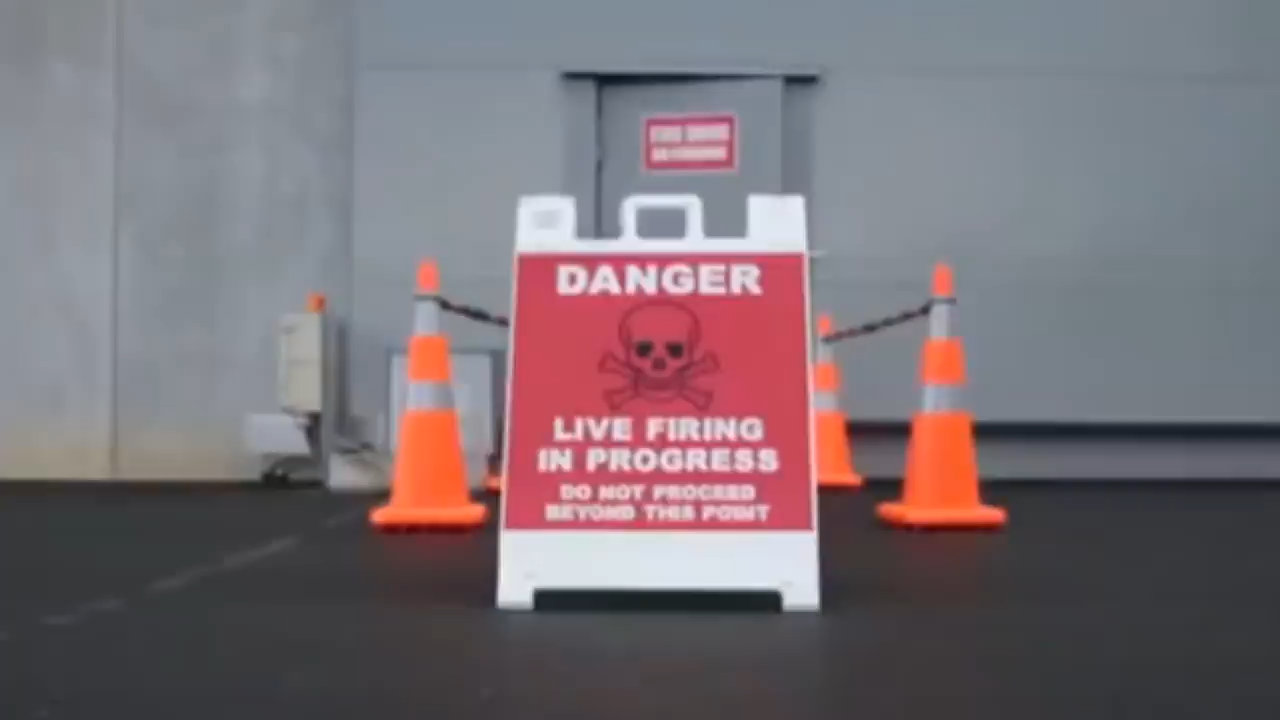 DANGER
LIVE FIRING
IN PROGRESS
DO NOT PROCEED
BEYOND THIS POINT